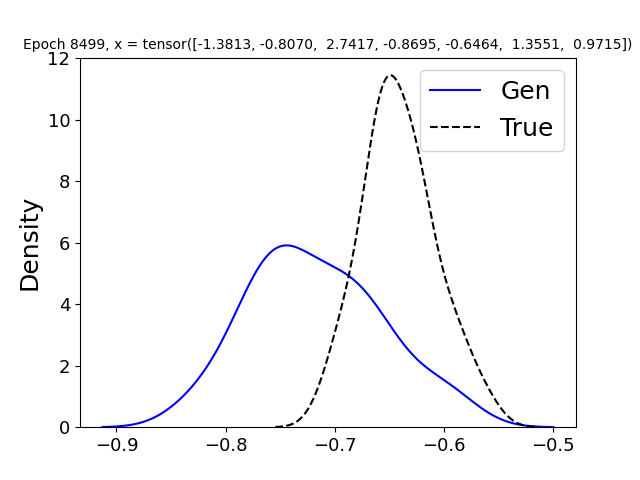 Epoch 8499, x = tensor([-1.3813, -0.8070,  2.7417, -0.8695, -0.6464,  1.3551,  0.9715])
12
10
8
6
4
2
0
Density
Gen
True
−0.9 −0.8 −0.7 −0.6 −0.5